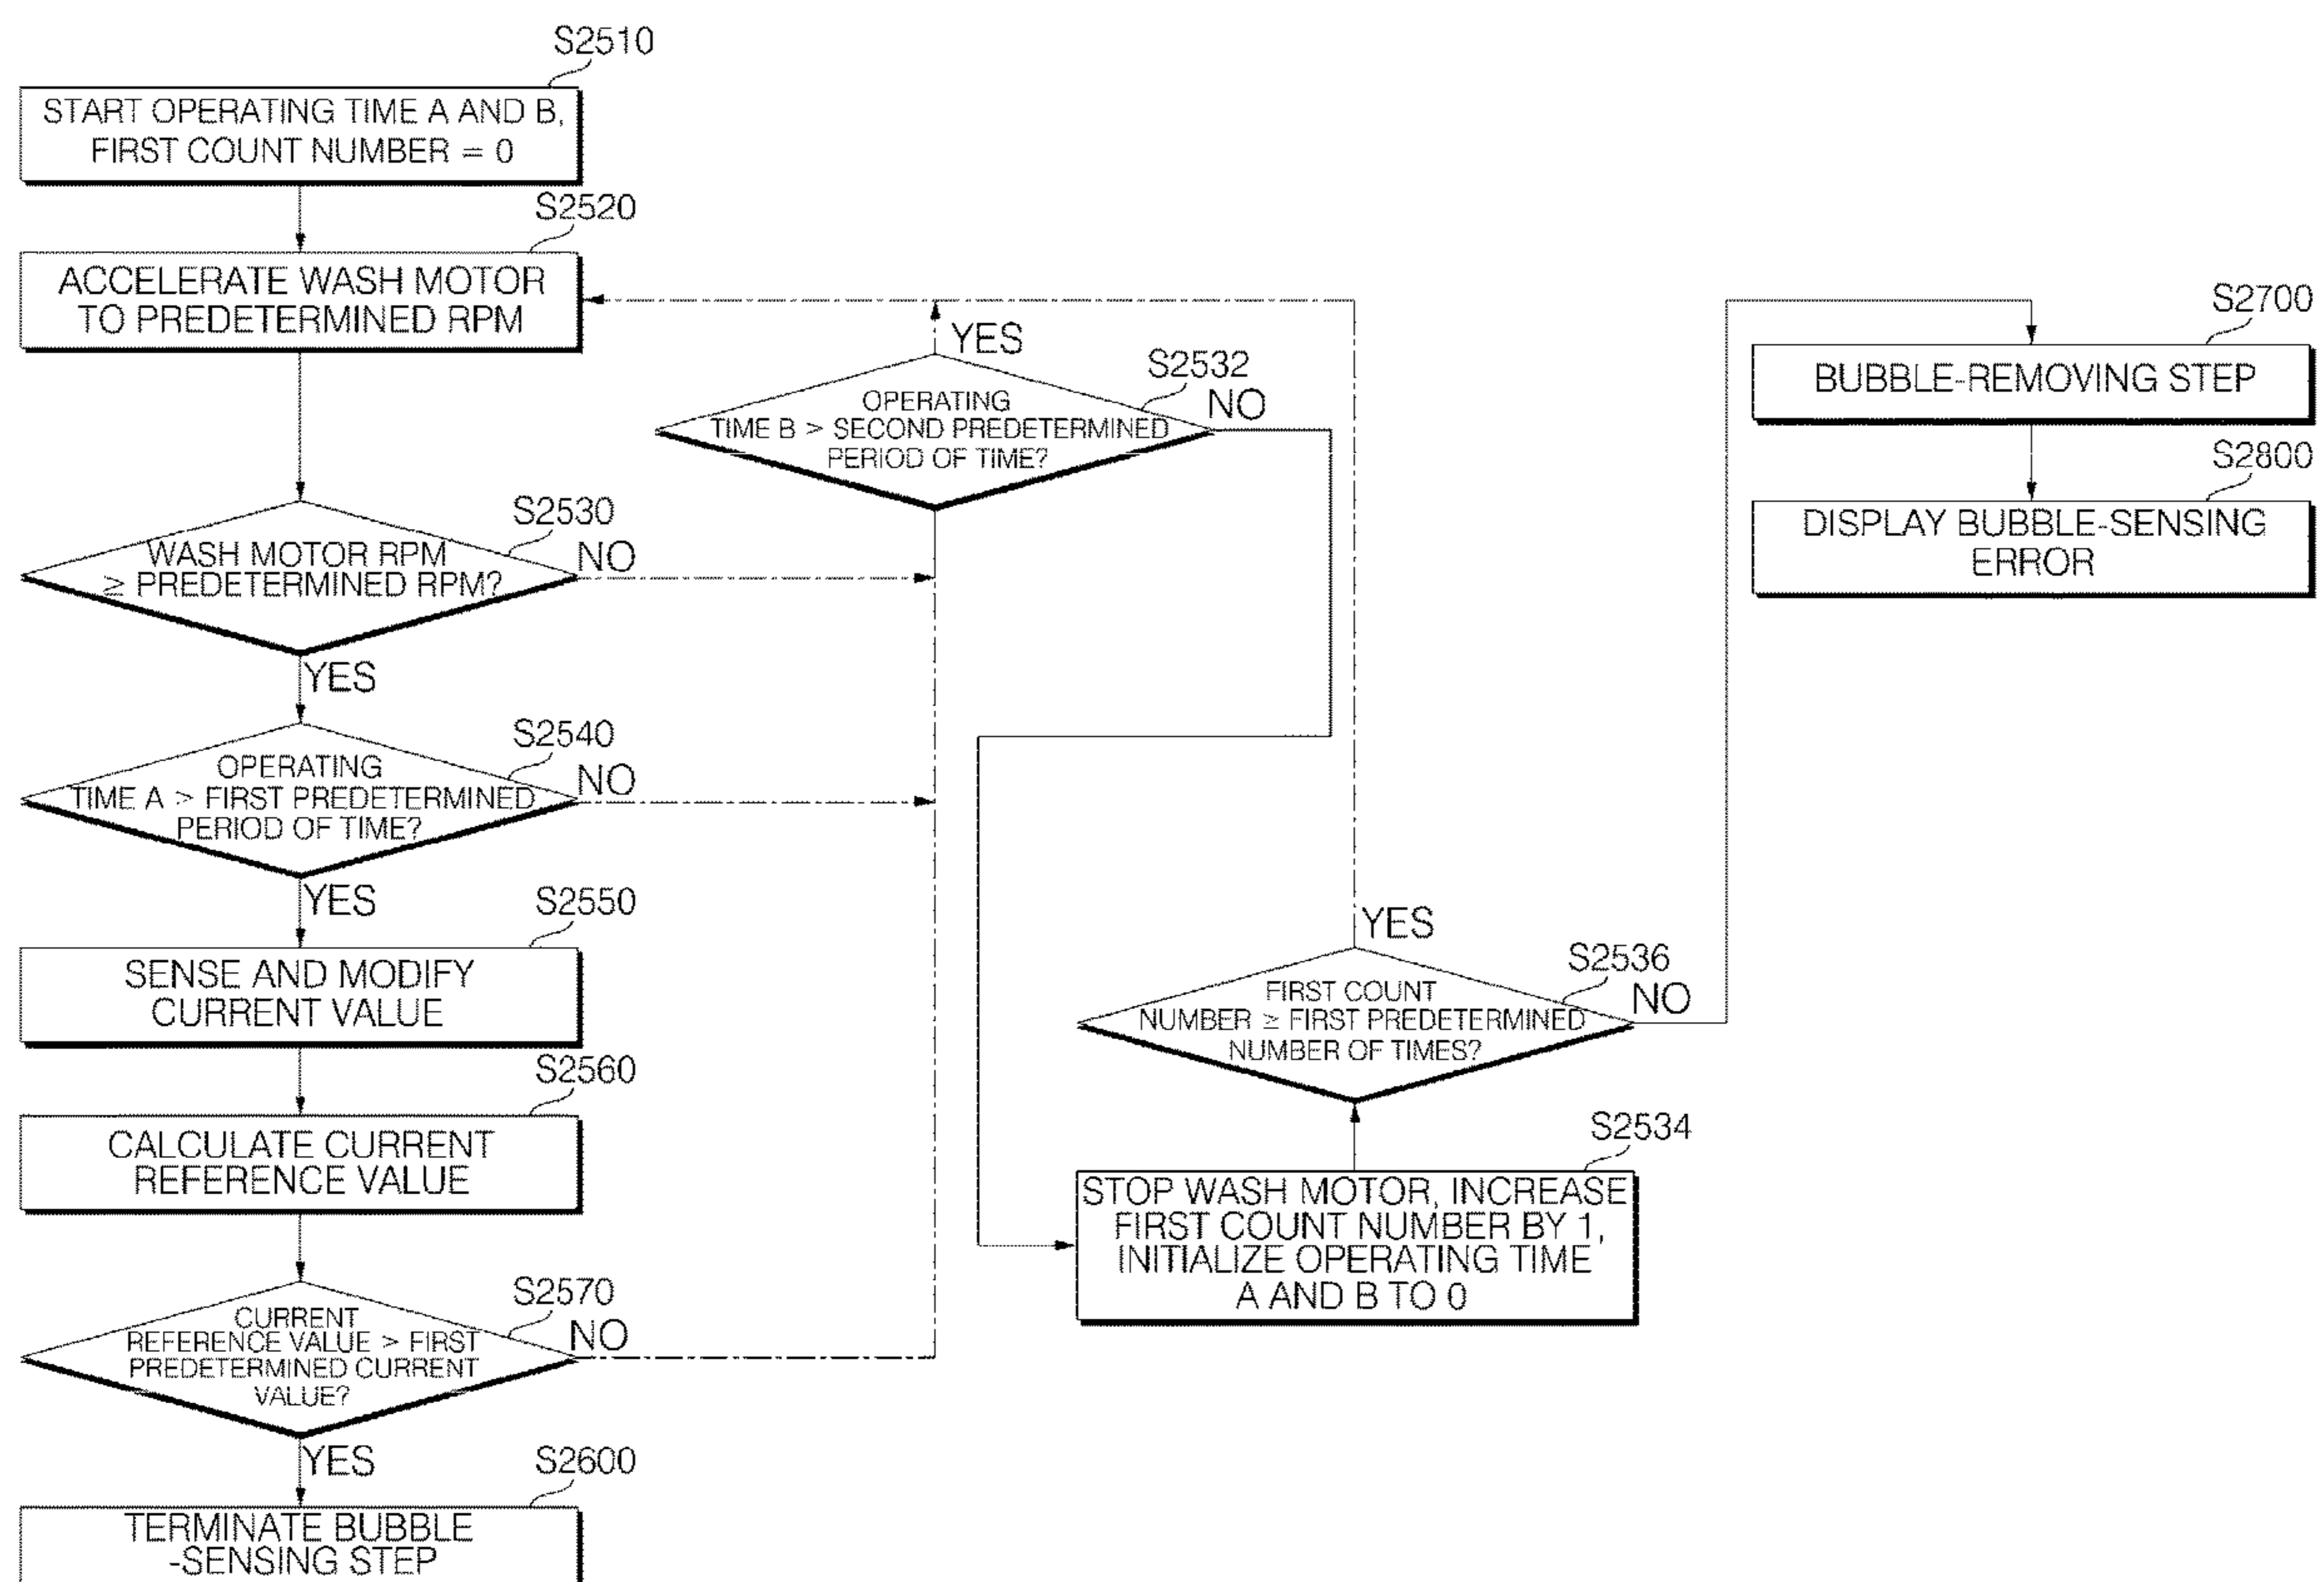 S2510
START OPERATING TIME A AND B,
FIRST COUNT NUMBER = 0
S2520
ACCELERATE WASH MOTOR
TO PREDETERMINED RPM
S2530
WASH MOTOR RPM
≥ PREDETERMINED RPM?
NO
YES
S2540
OPERATING
TIME A > FIRST PREDETERMINED
PERIOD OF TIME?
NO
YES
S2550
SENSE AND MODIFY
CURRENT VALUE
S2560
CALCULATE CURRENT
REFERENCE VALUE
S2570
CURRENT
REFERENCE VALUE > FIRST
PREDETERMINED CURRENT
VALUE?
NO
YES
S2600
TERMINATE BUBBLE
-SENSING STEP
YES
S2532
OPERATING
TIME B > SECOND PREDETERMINED
PERIOD OF TIME?
NO
YES
S2536
FIRST COUNT
NUMBER ≥ FIRST PREDETERMINED
NUMBER OF TIMES?
NO
S2534
STOP WASH MOTOR, INCREASE
FIRST COUNT NUMBER BY 1,
INITIALIZE OPERATING TIME
A AND B TO 0
S2700
BUBBLE-REMOVING STEP
S2800
DISPLAY BUBBLE-SENSING
ERROR